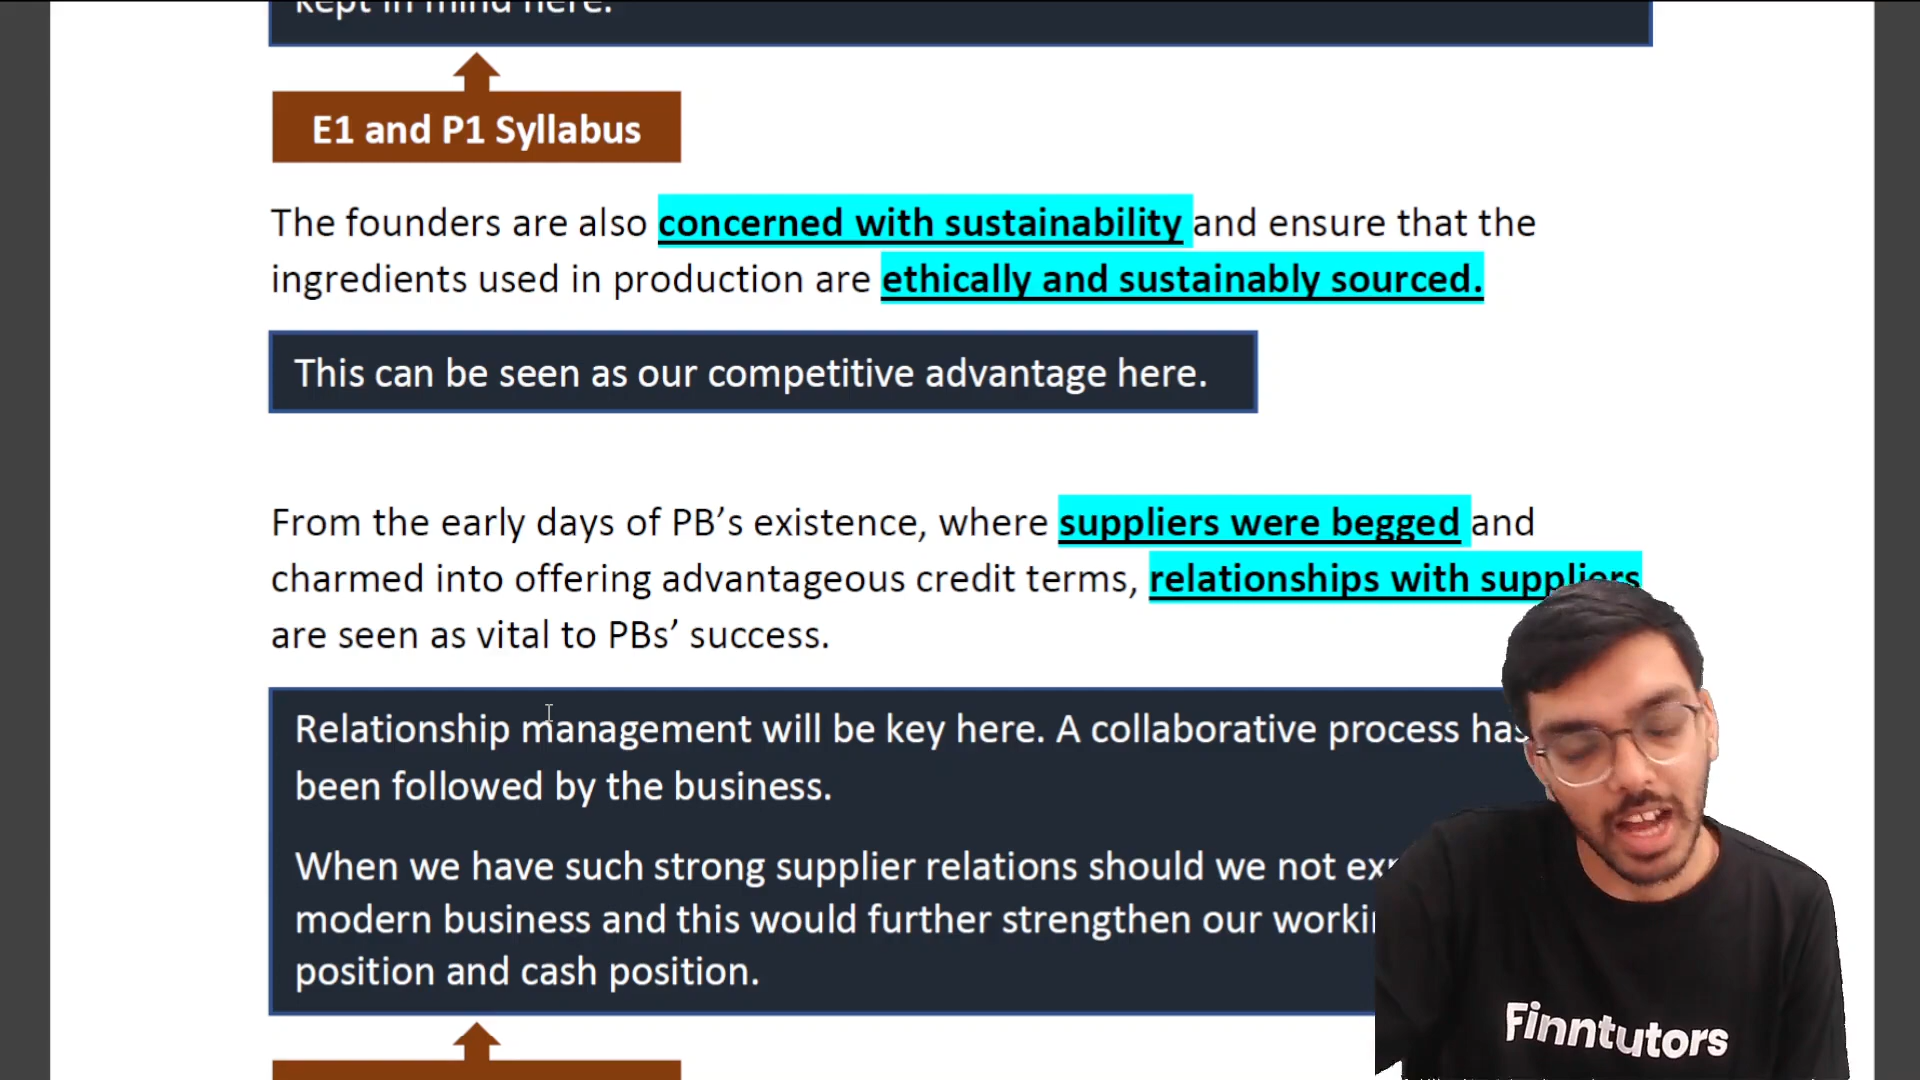 kept in mind here.
E1 and P1 Syllabus
The founders are also concerned with sustainability and ensure that the
ingredients used in production are ethically and sustainably sourced.
This can be seen as our competitive advantage here.
From the early days of PB’s existence, where suppliers were begged and
charmed into offering advantageous credit terms, relationships with suppliers
are seen as vital to PBs’ success.
Relationship management will be key here. A collaborative process has
been followed by the business.
When we have such strong supplier relations should we not
modern business and this would further strengthen our
position and cash position.
Finntutors